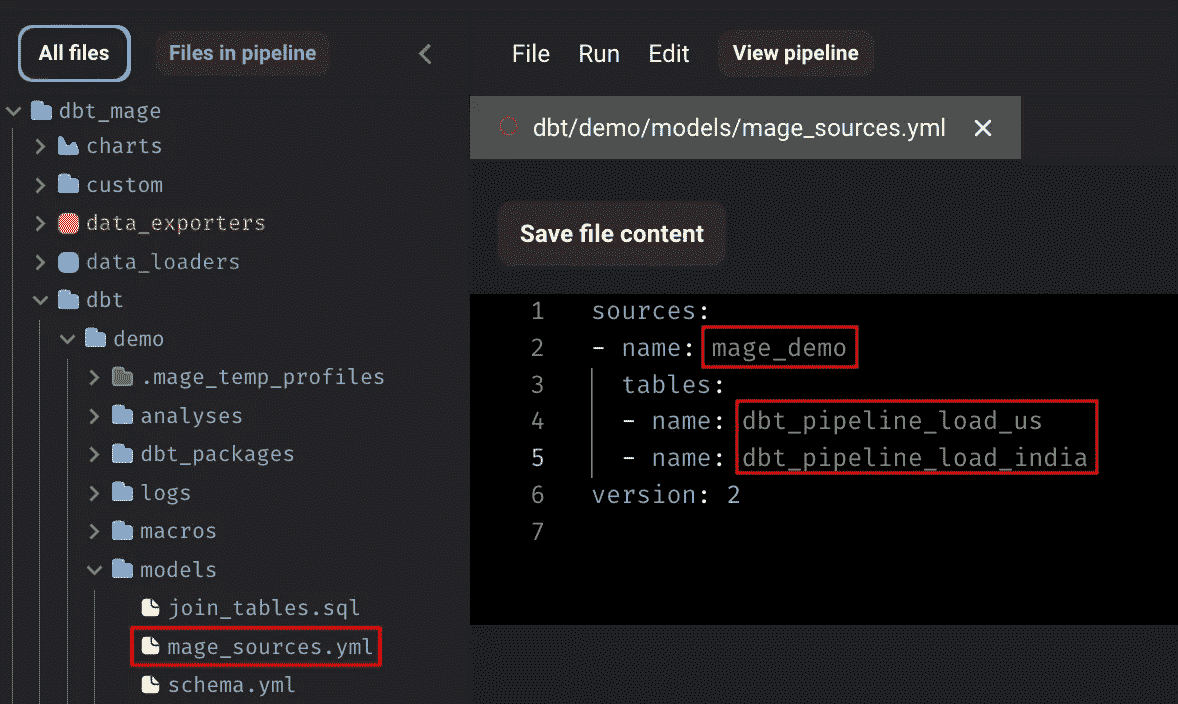 All files
Files in pipeline
dbt_mage
charts
custom
data_exporters
data_loaders
dbt
demo
.mage_temp_profiles
analyses
dbt_packages
logs
macros
models
join_tables.sql
mage_sources.yml
schema.yml
File Run Edit View pipeline
dbt/demo/models/mage_sources.yml
Save file content
1 sources:
2 - name: mage_demo
3 tables:
4 - name: dbt_pipeline_load_us
5 - name: dbt_pipeline_load_india
6 version: 2
7